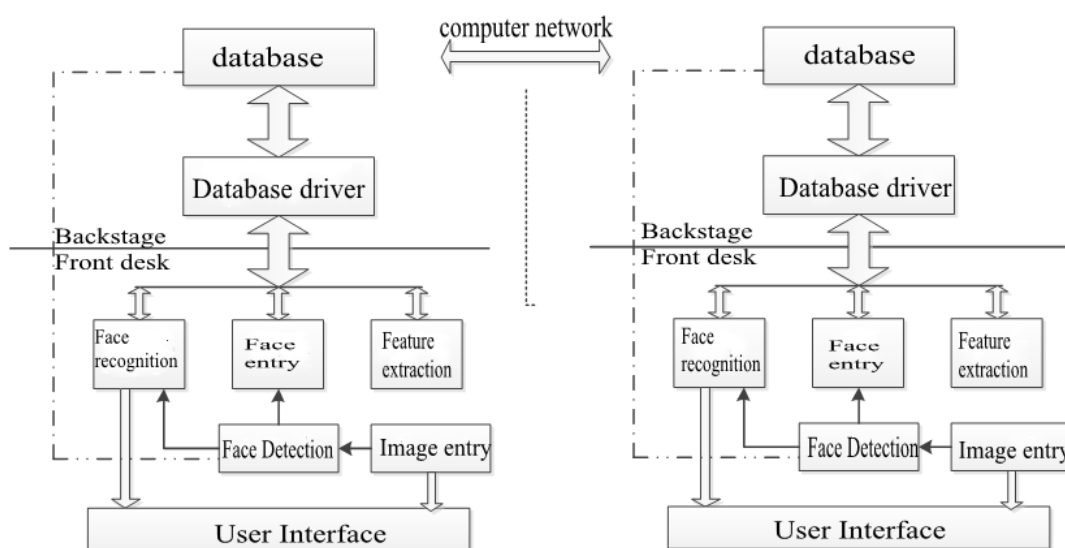 computer network
database
Database driver
Backstage
Front desk
Face
recognition
Face
entry
Feature
extraction
Face Detection
Image entry
User Interface
database
Database driver
Backstage
Front desk
Face
recognition
Face
entry
Feature
extraction
Face Detection
Image entry
User Interface